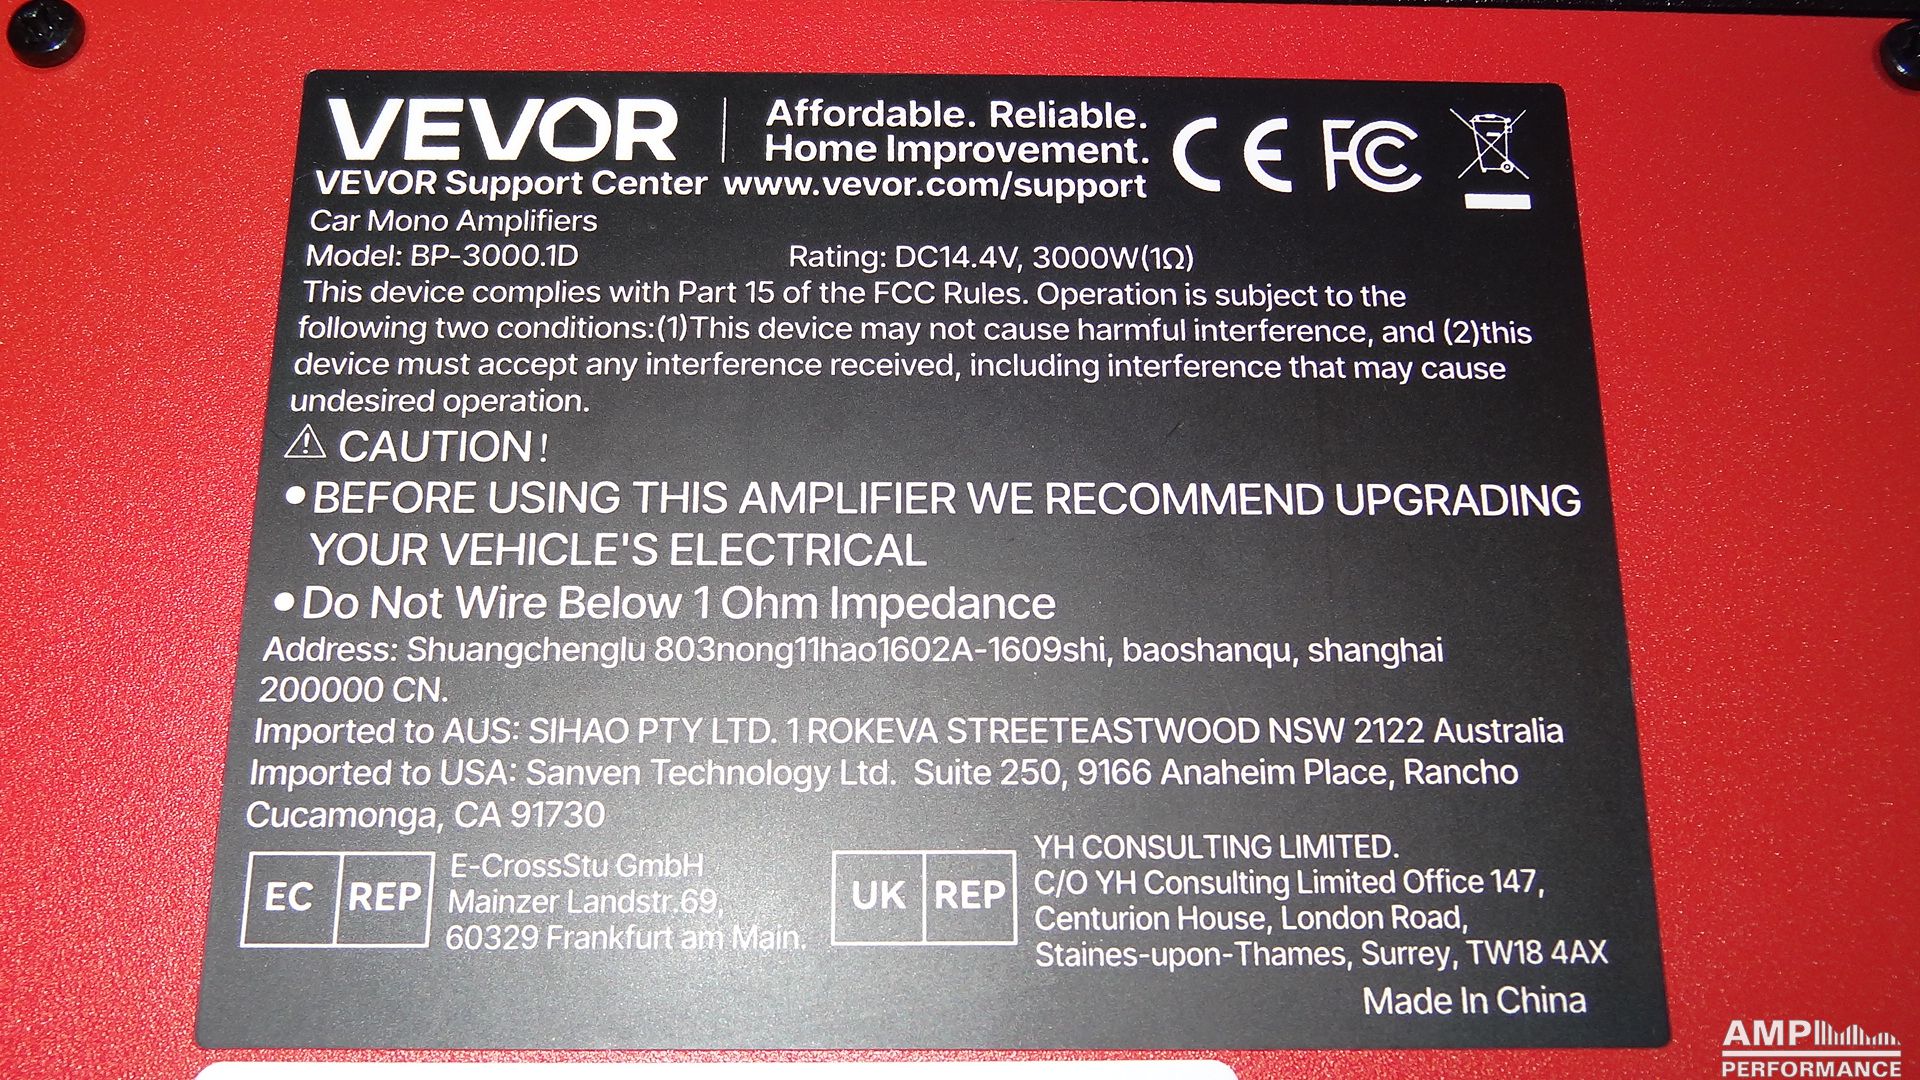 VEVOR
Affordable. Reliable.
Home Improvement.
CE FC
VEVOR Support Center www.vevor.com/support
Car Mono Amplifiers
Model: BP-3000.1D Rating: DC14.4V, 3000W(1Ω)
This device complies with Part 15 of the FCC Rules. Operation is subject to the
following two conditions:(1)This device may not cause harmful interference, and (2)this
device must accept any interference received, including interference that may cause
undesired operation.
⚠ CAUTION!
●BEFORE USING THIS AMPLIFIER WE RECOMMEND UPGRADING
YOUR VEHICLE'S ELECTRICAL
●Do Not Wire Below 1 Ohm Impedance
Address: Shuangchenglu 803nong11hao1602A-1609shi, baoshanqu, shanghai
200000 CN.
Imported to AUS: SIHAO PTY LTD. 1 ROKEVA STREETEASTWOOD NSW 2122 Australia
Imported to USA: Sanven Technology Ltd. Suite 250, 9166 Anaheim Place, Rancho
Cucamonga, CA 91730
EC REP
E-CrossStu GmbH
Mainzer Landstr.69,
60329 Frankfurt am Main.
UK REP
YH CONSULTING LIMITED.
C/O YH Consulting Limited Office 147,
Centurion House, London Road,
Staines-upon-Thames, Surrey, TW18 4AX
Made In China
AMP
PERFORMANCE